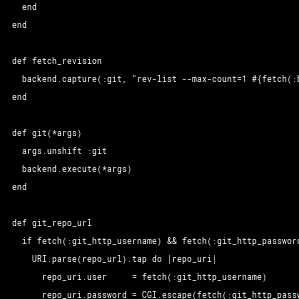 end
end
def fetch_revision
backend.capture(:git, "rev-list --max-count=1 #{fetch(:
end
def git(*args)
args.unshift :git
backend.execute(*args)
end
def git_repo_url
if fetch(:git_http_username) && fetch(:git_http_password
URI.parse(repo_url).tap do |repo_uri|
repo_uri.user     = fetch(:git_http_username)
repo_uri.password = CGI.escape(fetch(:git_http_pass